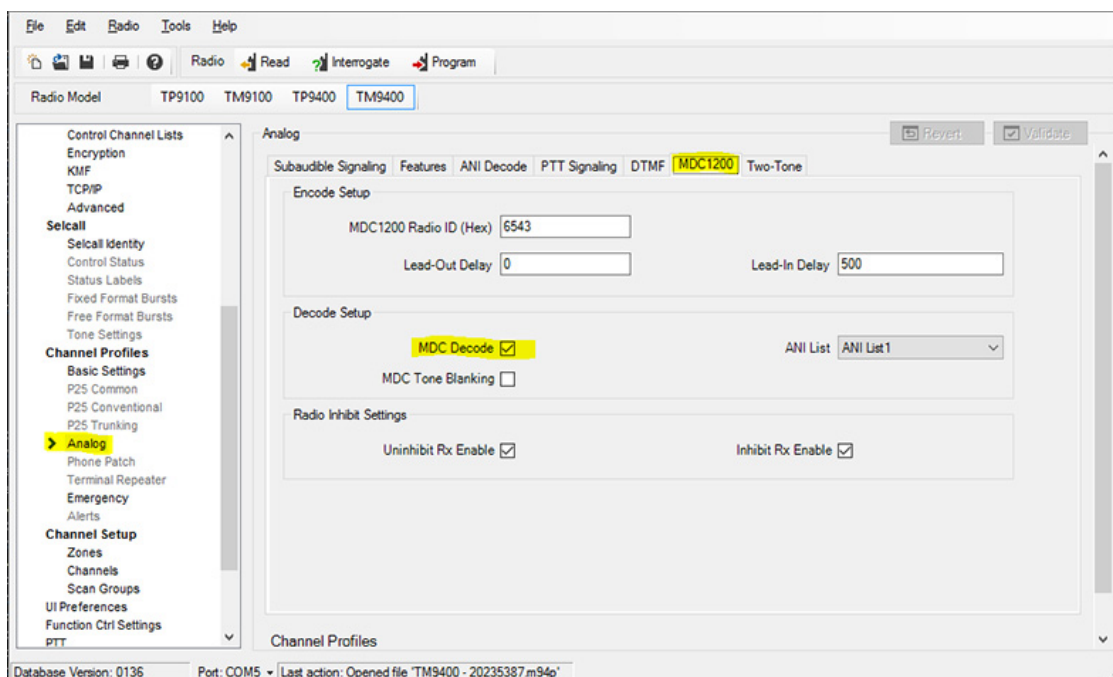 File Edit Radio Tools Help
Radio Read Interrogate Program
Radio Model TP9100 TM9100 TP9400 TM9400
Control Channel Lists
Encryption
KMF
TCP/IP
Advanced
Selcall
Selcall Identity
Control Status
Status Labels
Fixed Format Bursts
Free Format Bursts
Tone Settings
Channel Profiles
Basic Settings
P25 Common
P25 Conventional
P25 Trunking
Analog
Phone Patch
Terminal Repeater
Emergency
Alerts
Channel Setup
Zones
Channels
Scan Groups
UI Preferences
Function Ctrl Settings
PTT
Analog Revert Validate
Subaudible Signaling Features ANI Decode PTT Signaling DTMF MDC1200 Two-Tone
Encode Setup
MDC1200 Radio ID (Hex) 6543
Lead-Out Delay 0 Lead-In Delay 500
Decode Setup
MDC Decode ANI List ANI List1
MDC Tone Blanking
Radio Inhibit Settings
Uninhibit Rx Enable Inhibit Rx Enable
Channel Profiles
Database Version: 0136 Port: COM5 Last action: Opened file 'TM9400 - 20235387.m94p'